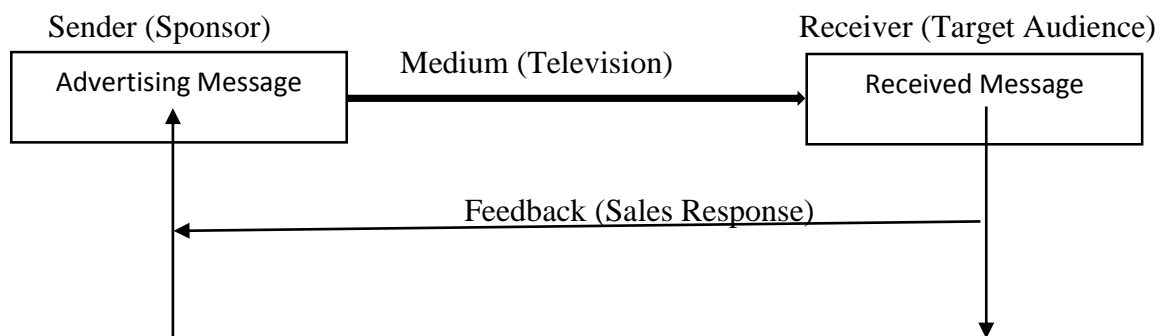 Sender (Sponsor)
Receiver (Target Audience)
Medium (Television)
Advertising Message
Received Message
Feedback (Sales Response)